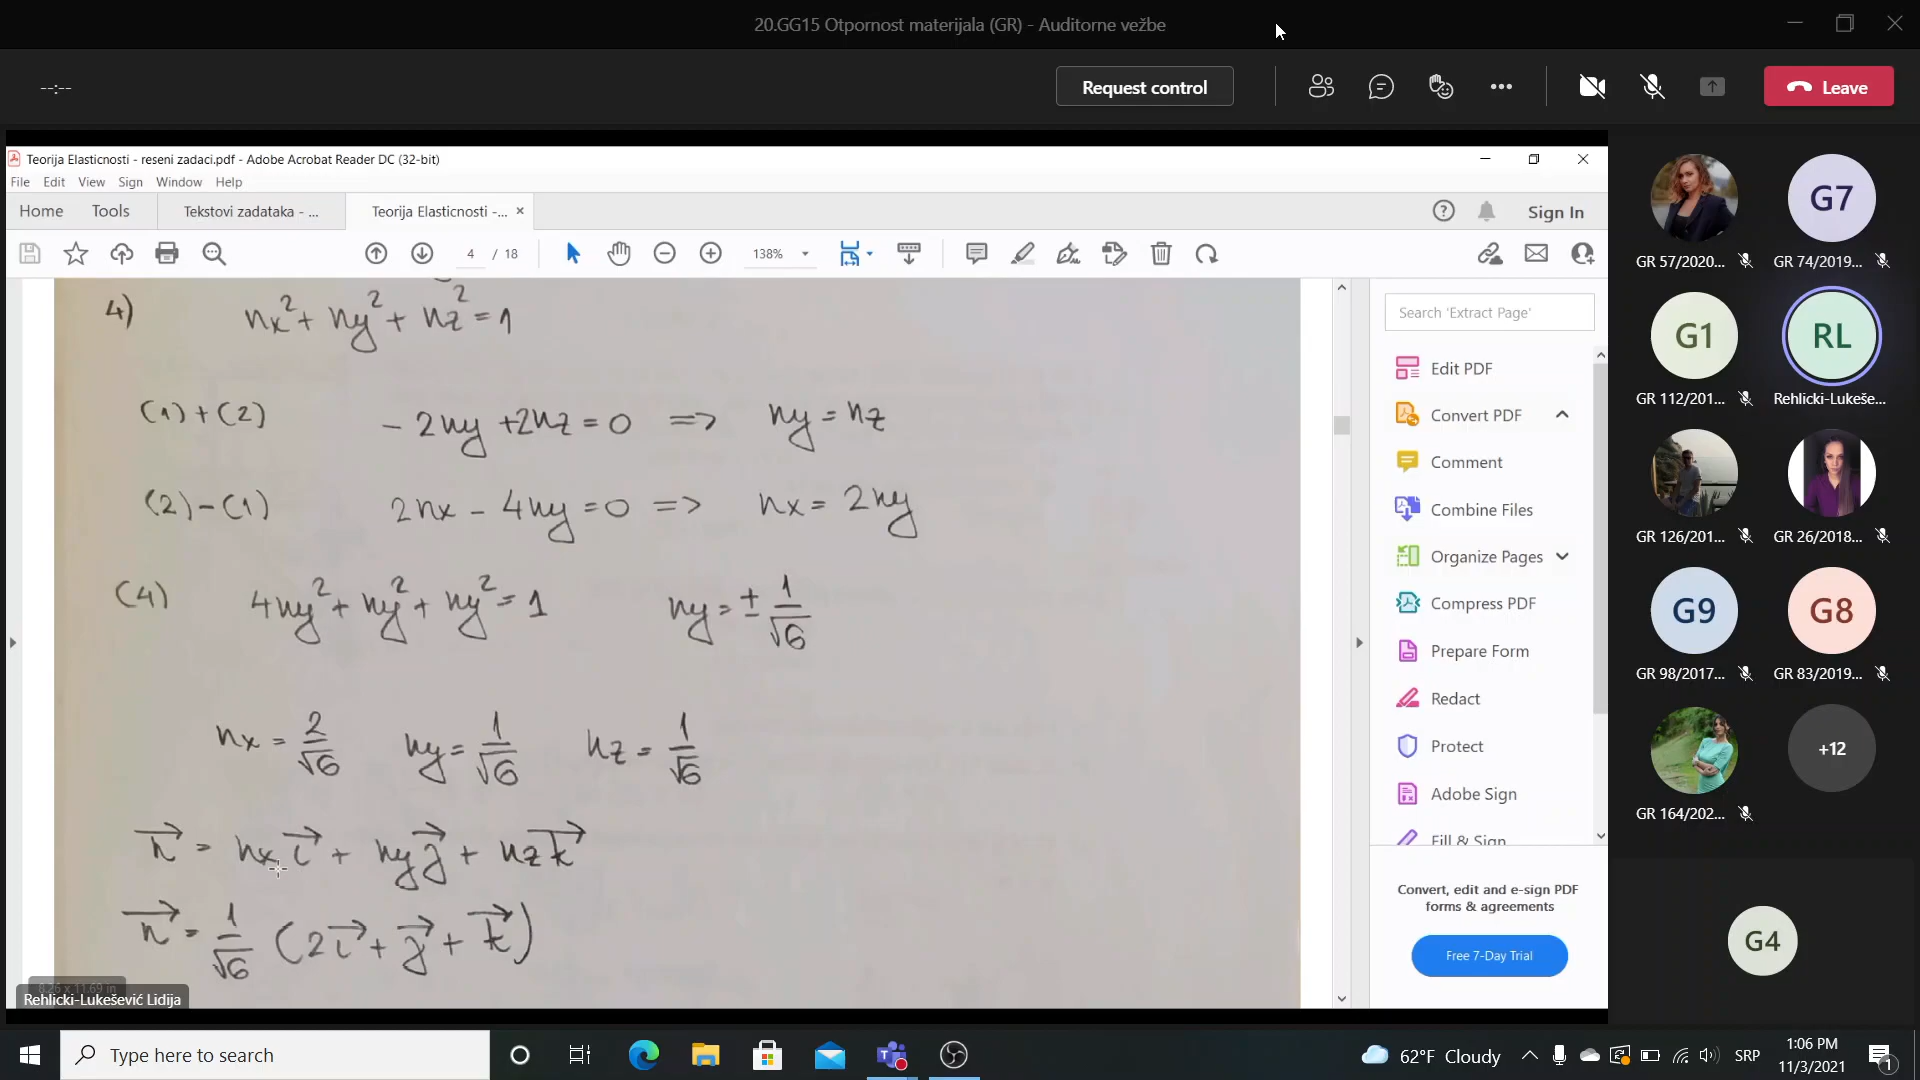 20.GG15 Otpornost materijala (GR) - Auditorne vežbe
--:--
Request control
Leave
Teorija Elasticnosti - reseni zadaci.pdf - Adobe Acrobat Reader DC (32-bit)
File Edit View Sign Window Help
Home Tools Tekstovi zadataka - ... Teorija Elasticnosti -... ×
Sign In
4 / 18 138%
4) nx² + ny² + nz² = 1
(1)+(2) - 2ny + 2nz = 0 => ny = nz
(2)-(1) 2nx - 4ny = 0 => nx = 2ny
(4) 4ny² + ny² + ny² = 1 ny = ± 1/√6
nx = 2/√6 ny = 1/√6 nz = 1/√6
n⃗ = nx i⃗ + ny j⃗ + nz k⃗
n⃗ = 1/√6 (2i⃗ + j⃗ + k⃗)
8.26 x 11.69 in
Rehlicki-Lukešević Lidija
Search 'Extract Page'
Edit PDF
Convert PDF
Comment
Combine Files
Organize Pages
Compress PDF
Prepare Form
Redact
Protect
Adobe Sign
Fill & Sign
Convert, edit and e-sign PDF
forms & agreements
Free 7-Day Trial
G7
GR 57/2020... GR 74/2019...
G1 RL
GR 112/201... Rehlicki-Lukeše...
GR 126/201... GR 26/2018...
G9 G8
GR 98/2017... GR 83/2019...
+12
GR 164/202...
G4
Type here to search
62°F Cloudy
SRP
1:06 PM
11/3/2021
1